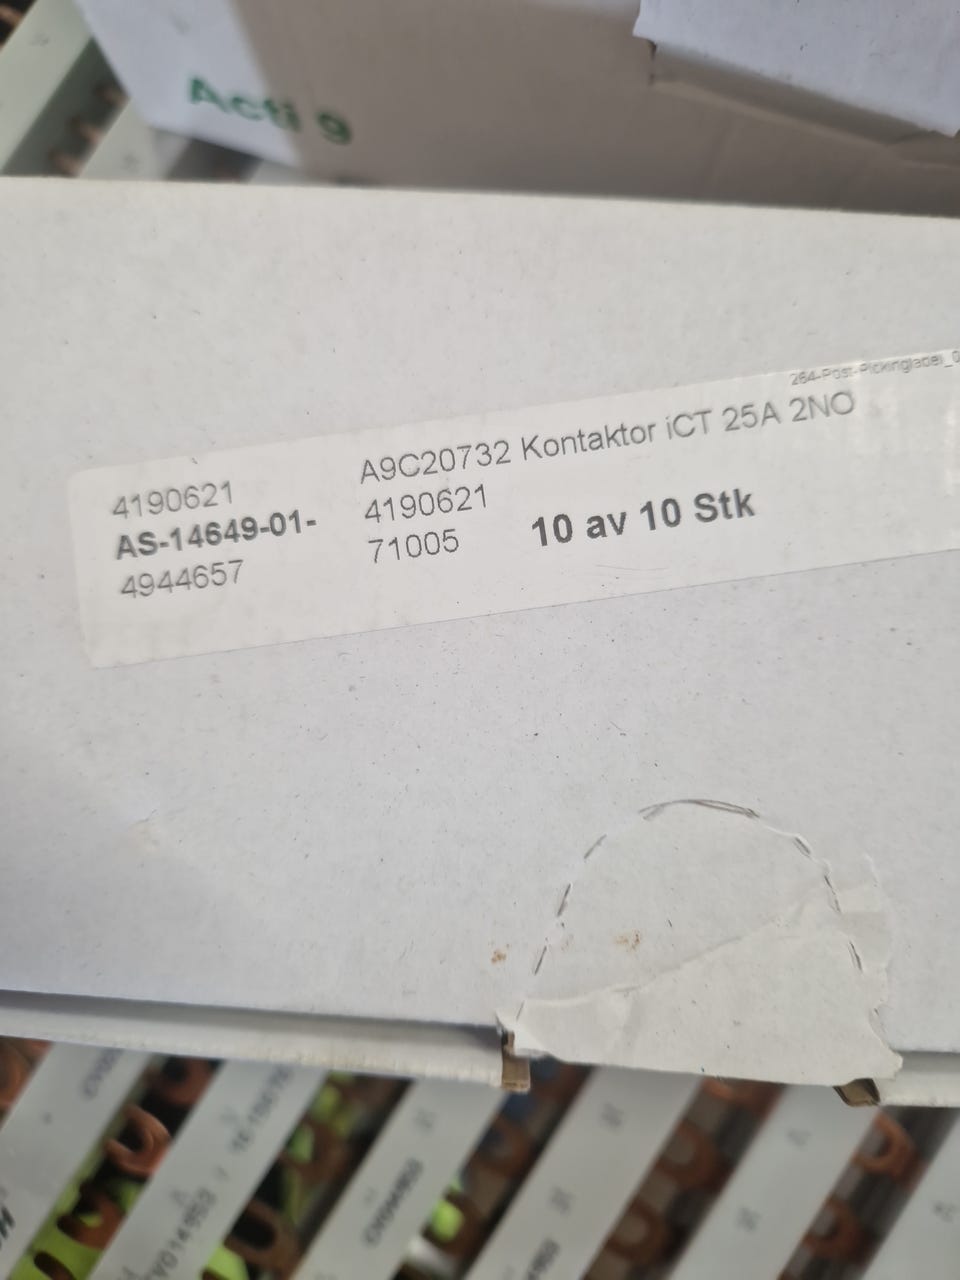 Acti 9
264-Post-Pickinglabel_0
4190621
A9C20732 Kontaktor iCT 25A 2NO
AS-14649-01-
4190621
4944657
71005
10 av 10 Stk